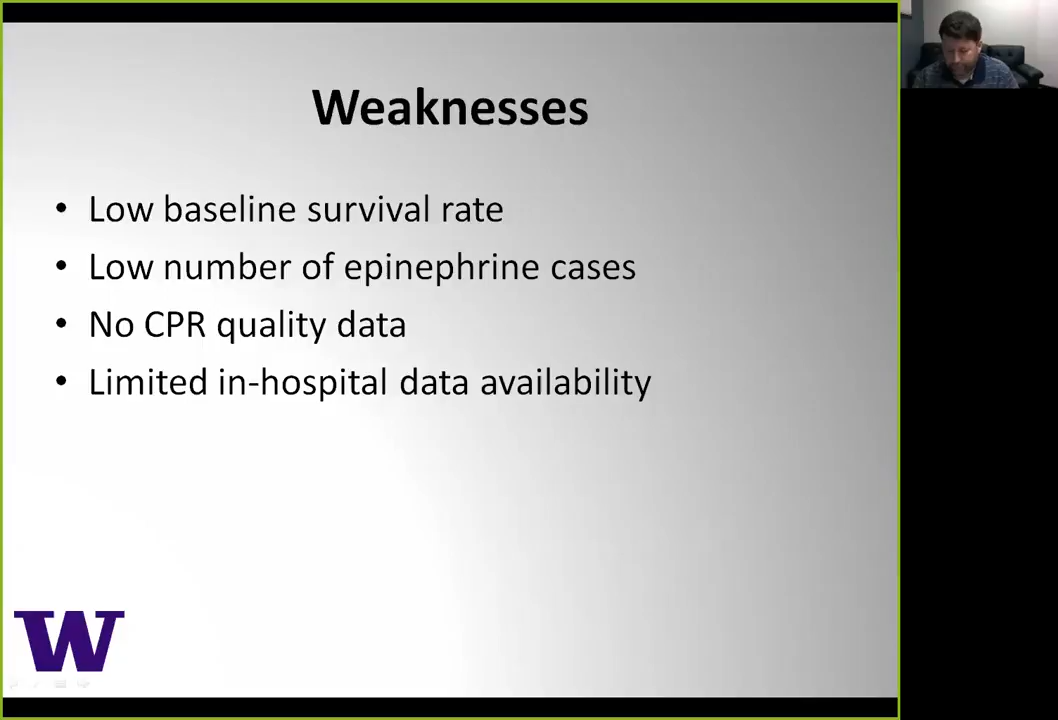 Weaknesses
• Low baseline survival rate
• Low number of epinephrine cases
• No CPR quality data
• Limited in-hospital data availability
W